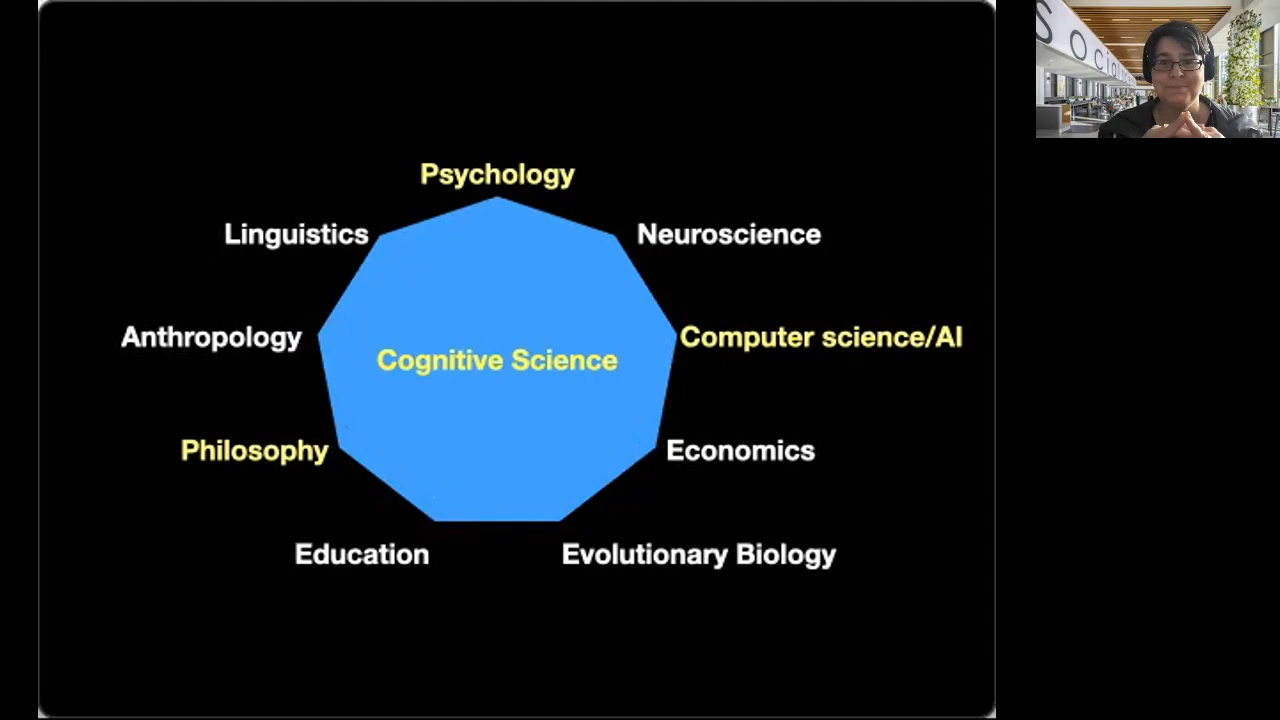 Psychology
Linguistics
Neuroscience
Anthropology
Computer science/AI
Cognitive Science
Philosophy
Economics
Education
Evolutionary Biology